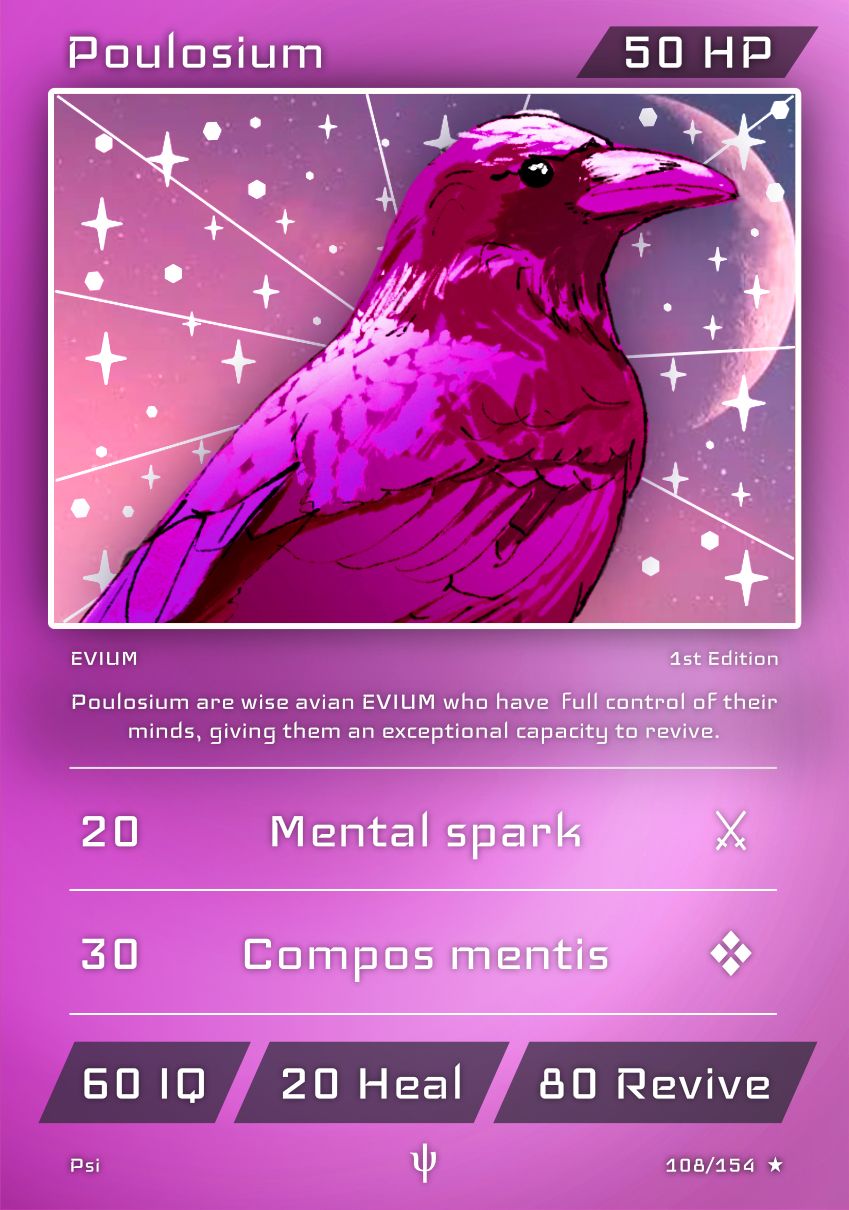 Poulosium
50 HP
EVIUM
1st Edition
Poulosium are wise avian EVIUM who have full control of their
minds, giving them an exceptional capacity to revive.
20 Mental spark
30 Compos mentis
60 IQ
20 Heal
80 Revive
Psi
ψ
108/154 ★